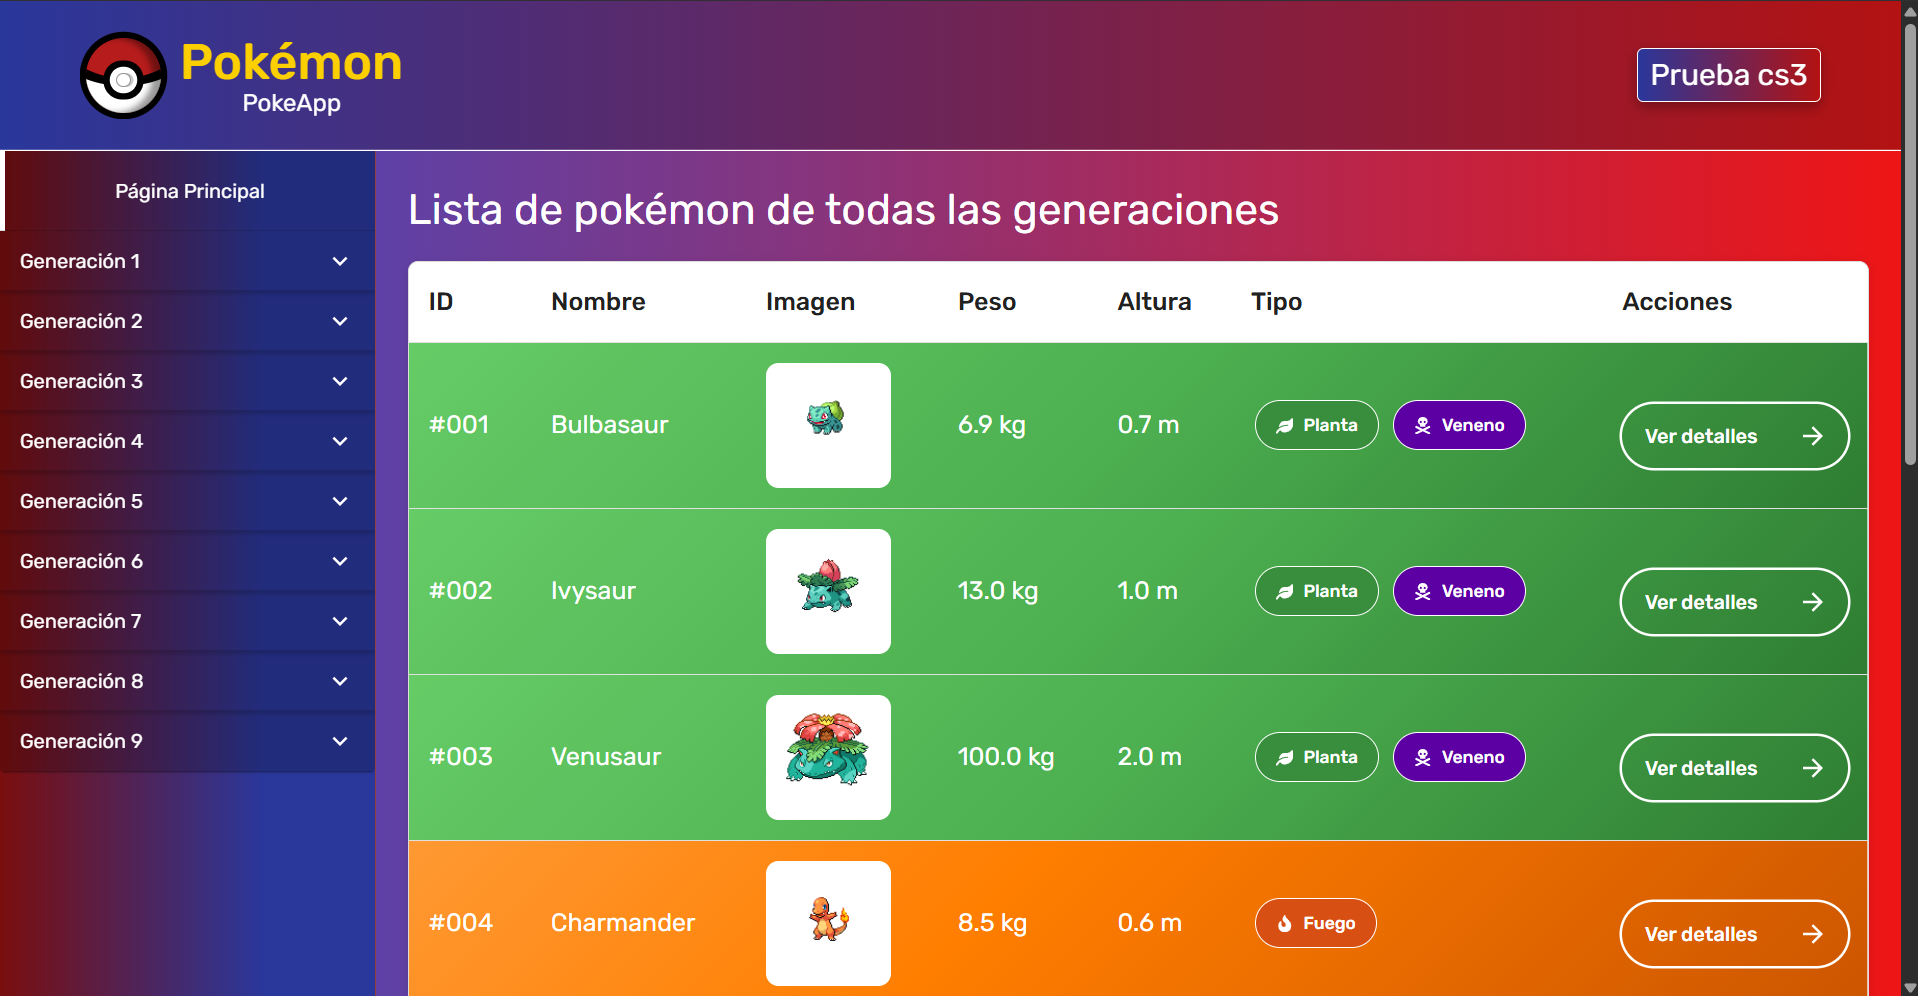 Pokémon
PokeApp
Prueba cs3
Página Principal
Generación 1
Generación 2
Generación 3
Generación 4
Generación 5
Generación 6
Generación 7
Generación 8
Generación 9
Lista de pokémon de todas las generaciones
ID Nombre Imagen Peso Altura Tipo Acciones
#001 Bulbasaur 6.9 kg 0.7 m Planta Veneno Ver detalles
#002 Ivysaur 13.0 kg 1.0 m Planta Veneno Ver detalles
#003 Venusaur 100.0 kg 2.0 m Planta Veneno Ver detalles
#004 Charmander 8.5 kg 0.6 m Fuego Ver detalles